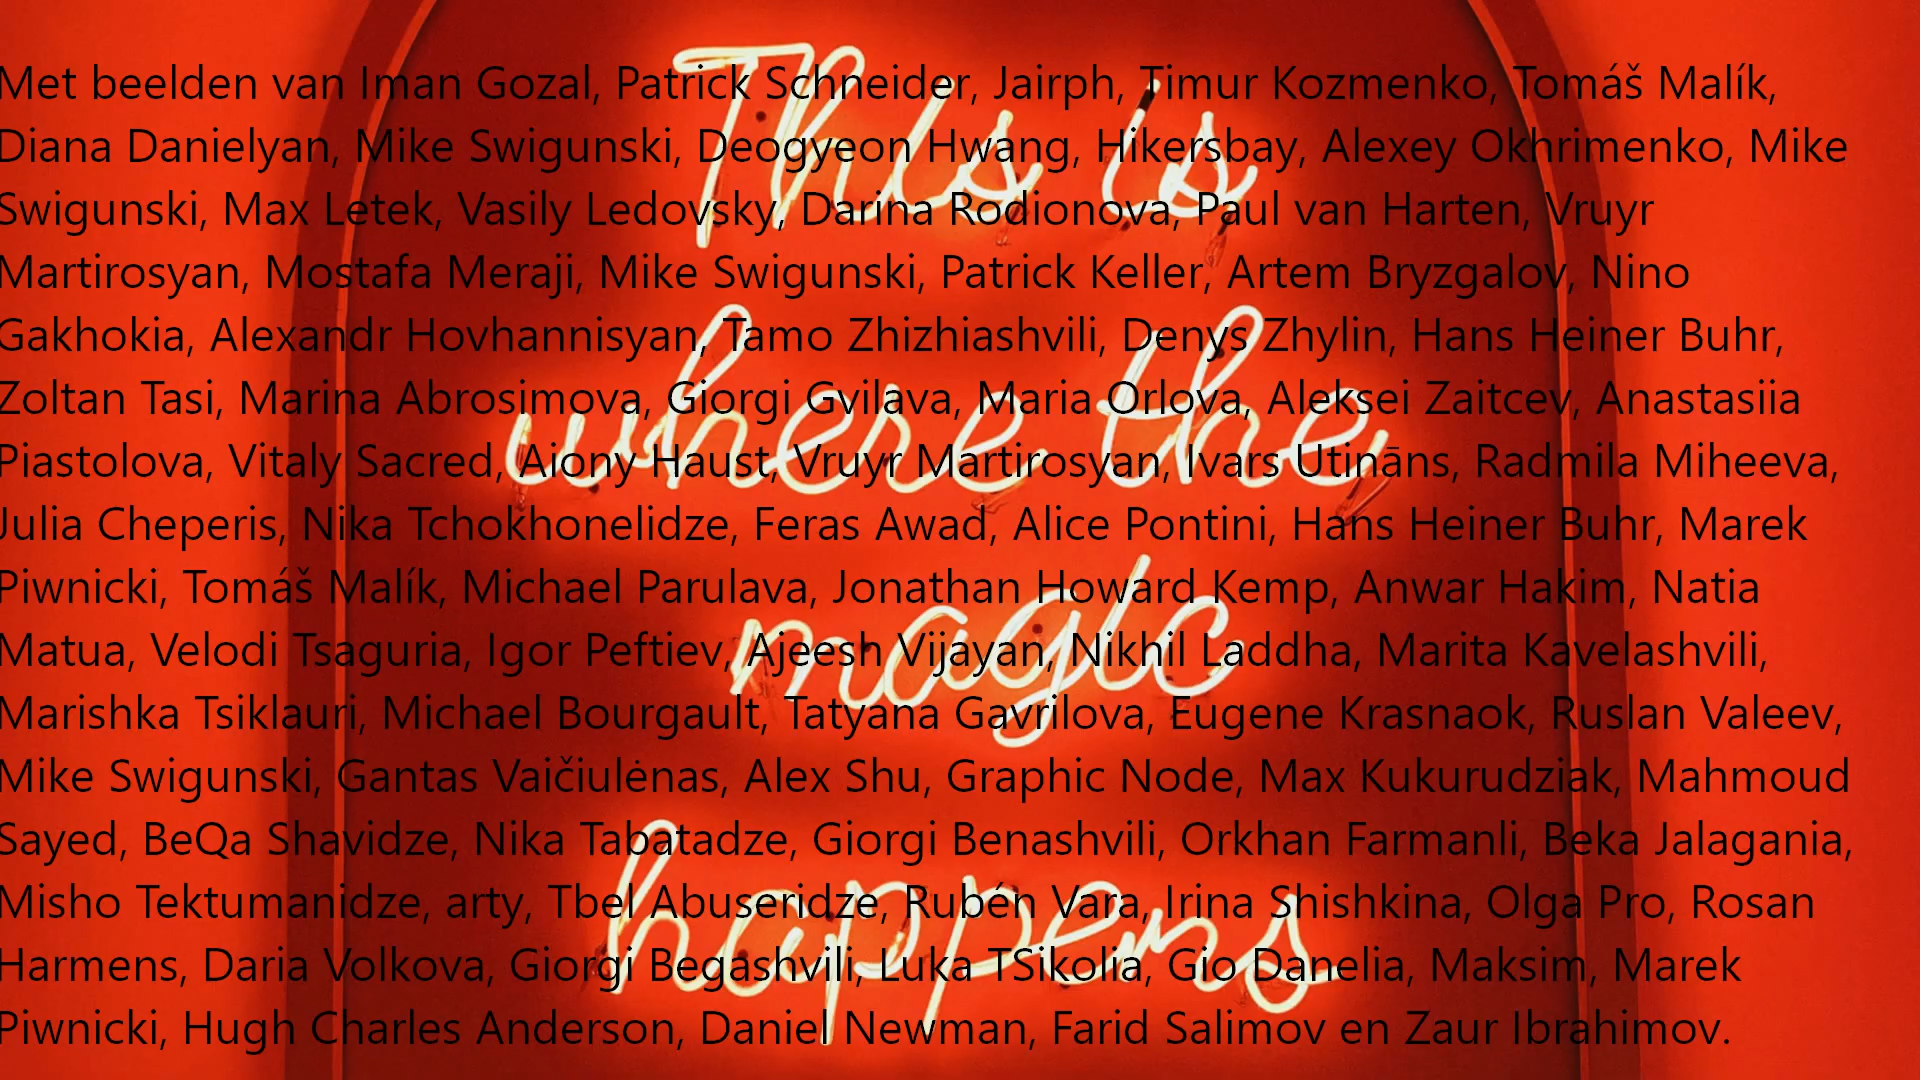 Met beelden van Iman Gozal, Patrick Schneider, Jairph, Timur Kozmenko, Tomáš Malík,
Diana Danielyan, Mike Swigunski, Deogyeon Hwang, Hikersbay, Alexey Okhrimenko, Mike
Swigunski, Max Letek, Vasily Ledovsky, Darina Rodionova, Paul van Harten, Vruyr
Martirosyan, Mostafa Meraji, Mike Swigunski, Patrick Keller, Artem Bryzgalov, Nino
Gakhokia, Alexandr Hovhannisyan, Tamo Zhizhiashvili, Denys Zhylin, Hans Heiner Buhr,
Zoltan Tasi, Marina Abrosimova, Giorgi Gvilava, Maria Orlova, Aleksei Zaitcev, Anastasiia
Piastolova, Vitaly Sacred, Aiony Haust, Vruyr Martirosyan, Ivars Utināns, Radmila Miheeva,
Julia Cheperis, Nika Tchokhonelidze, Feras Awad, Alice Pontini, Hans Heiner Buhr, Marek
Piwnicki, Tomáš Malík, Michael Parulava, Jonathan Howard Kemp, Anwar Hakim, Natia
Matua, Velodi Tsaguria, Igor Peftiev, Ajeesh Vijayan, Nikhil Laddha, Marita Kavelashvili,
Marishka Tsiklauri, Michael Bourgault, Tatyana Gavrilova, Eugene Krasnaok, Ruslan Valeev,
Mike Swigunski, Gantas Vaičiulėnas, Alex Shu, Graphic Node, Max Kukurudziak, Mahmoud
Sayed, BeQa Shavidze, Nika Tabatadze, Giorgi Benashvili, Orkhan Farmanli, Beka Jalagania,
Misho Tektumanidze, arty, Tbel Abuseridze, Rubén Vara, Irina Shishkina, Olga Pro, Rosan
Harmens, Daria Volkova, Giorgi Begashvili, Luka TSikolia, Gio Danelia, Maksim, Marek
Piwnicki, Hugh Charles Anderson, Daniel Newman, Farid Salimov en Zaur Ibrahimov.
This is
where the
magic
happens